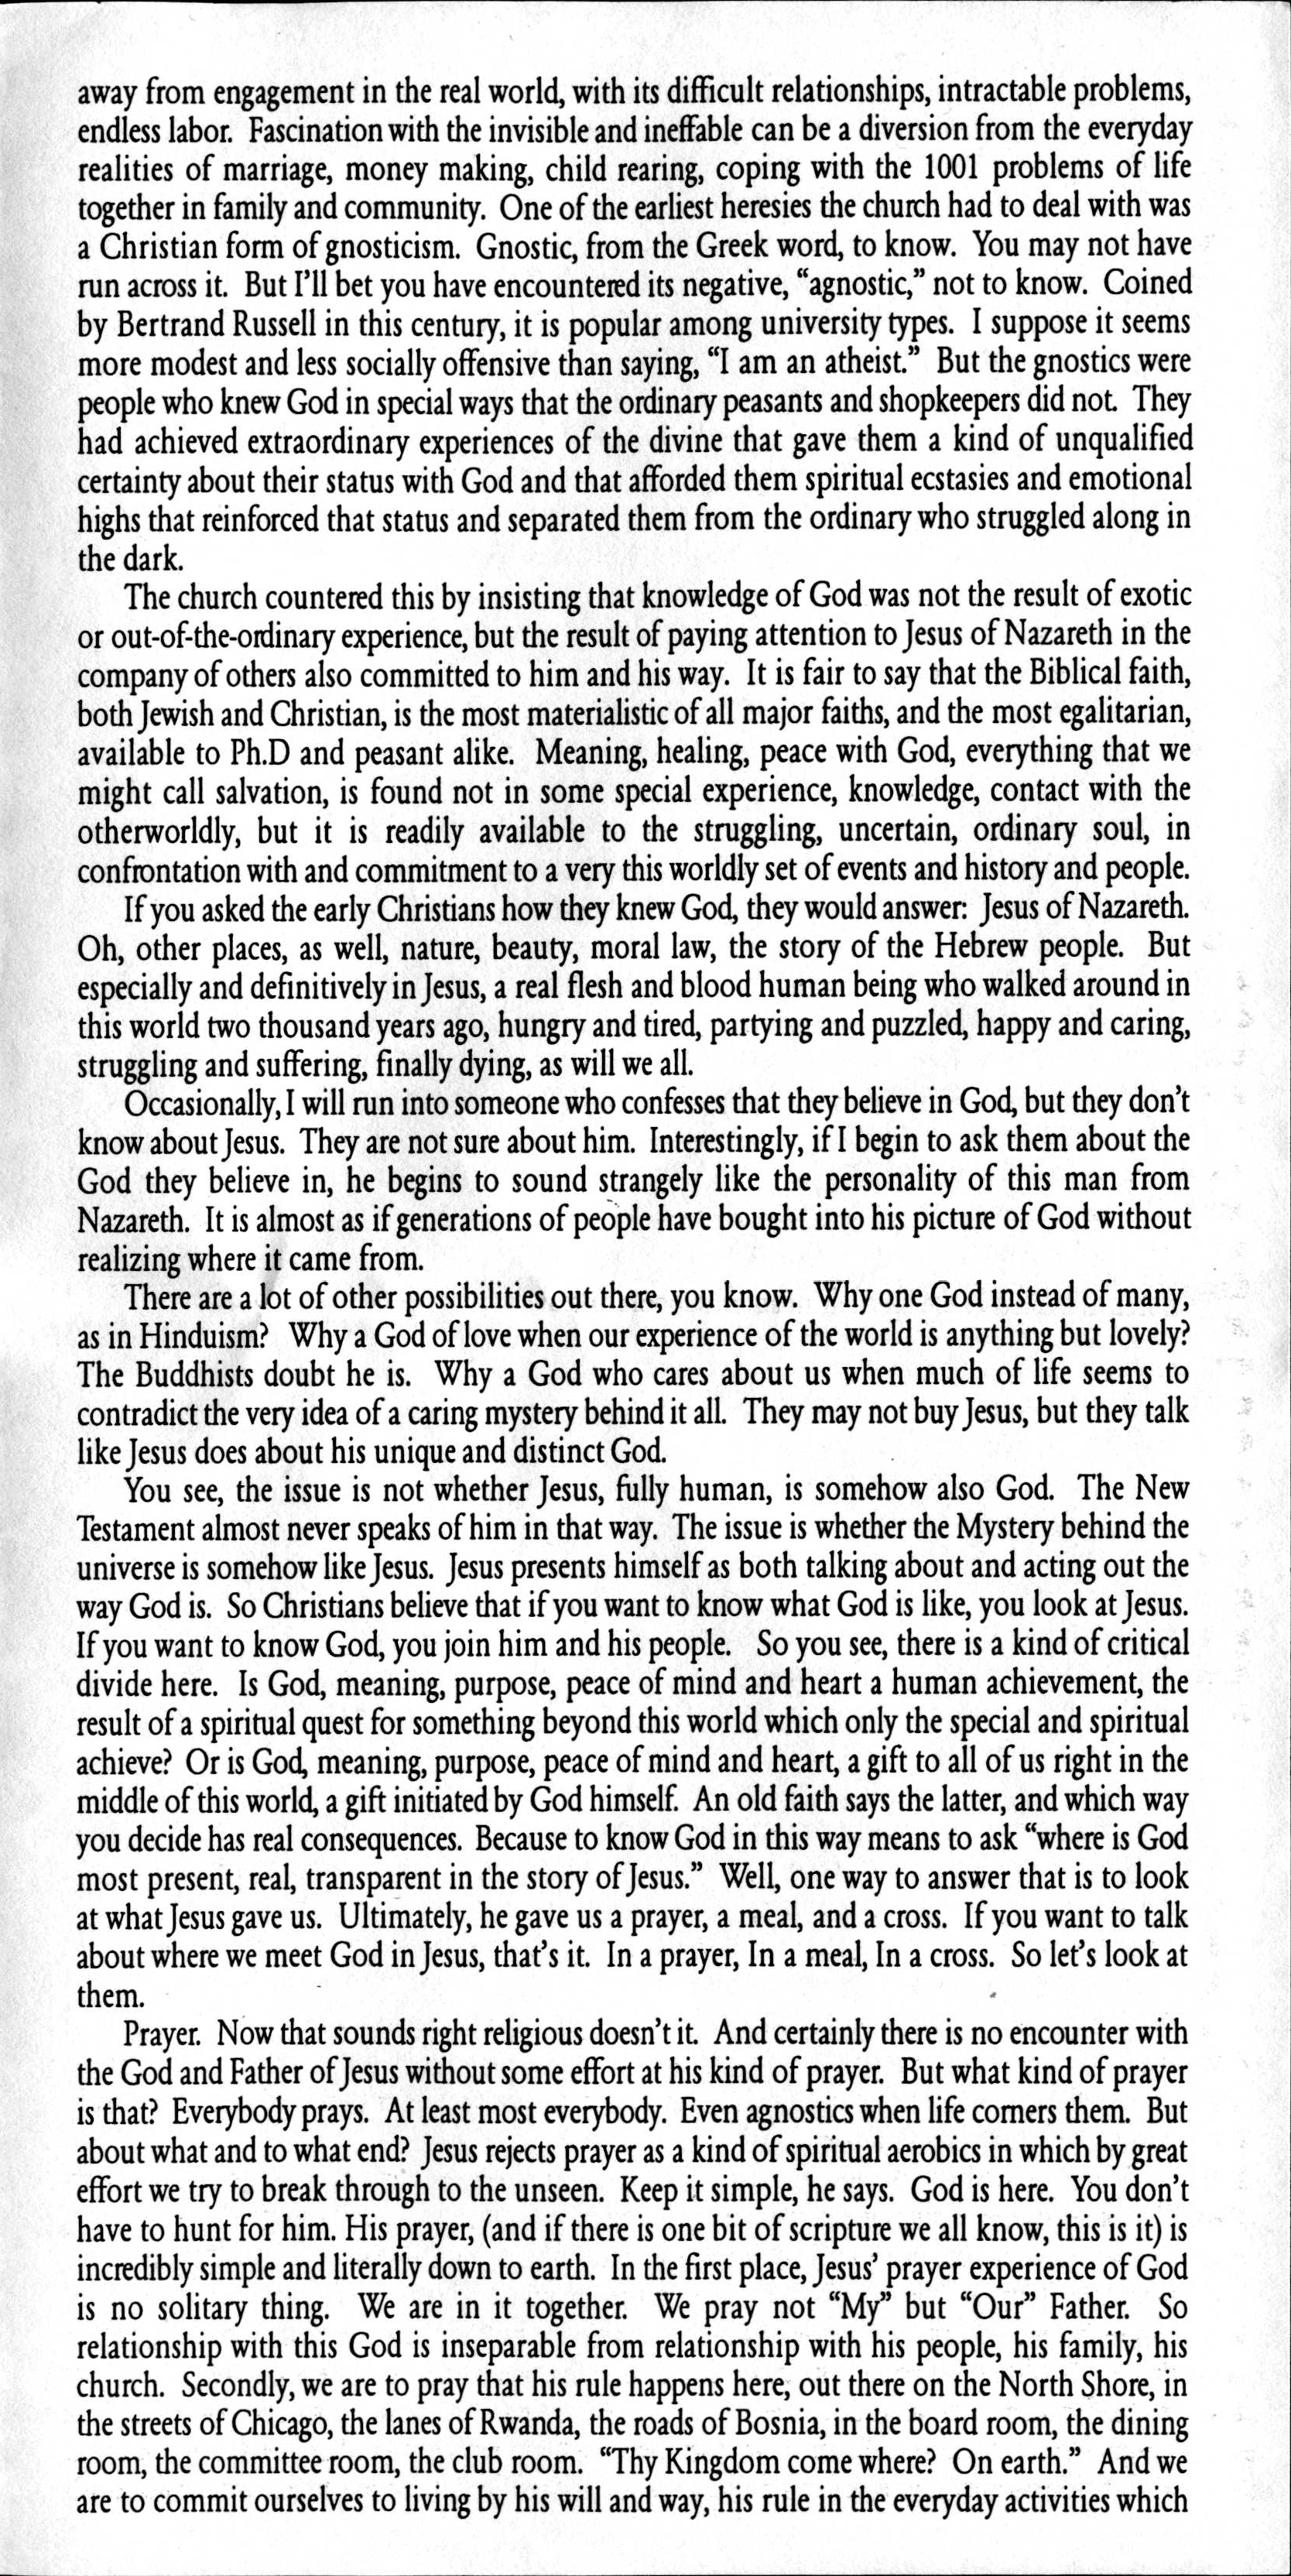 away from engagement in the real world, with its difficult relationships, intractable problems,
endless labor. Fascination with the invisible and ineffable can be a diversion from the everyday
realities of marriage, money making, child rearing, coping with the 1001 problems of life
together in family and community. One of the earliest heresies the church had to deal with was
a Christian form of gnosticism. Gnostic, from the Greek word, to know. You may not have
run across it. But I’ll bet you have encountered its negative, “agnostic,” not to know. Coined
by Bertrand Russell in this century, it is popular among university types. I suppose it seems
more modest and less socially offensive than saying, “I am an atheist.” But the gnostics were
people who knew God in special ways that the ordinary peasants and shopkeepers did not. They
had achieved extraordinary experiences of the divine that gave them a kind of unqualified
certainty about their status with God and that afforded them spiritual ecstasies and emotional
highs that reinforced that status and separated them from the ordinary who struggled along in
the dark.
The church countered this by insisting that knowledge of God was not the result of exotic
or out-of-the-ordinary experience, but the result of paying attention to Jesus of Nazareth in the
company of others also committed to him and his way. It is fair to say that the Biblical faith,
both Jewish and Christian, is the most materialistic of all major faiths, and the most egalitarian,
available to Ph.D and peasant alike. Meaning, healing, peace with God, everything that we
might call salvation, is found not in some special experience, knowledge, contact with the
otherworldly, but it is readily available to the struggling, uncertain, ordinary soul, in
confrontation with and commitment to a very this worldly set of events and history and people.
If you asked the early Christians how they knew God, they would answer: Jesus of Nazareth.
Oh, other places, as well, nature, beauty, moral law, the story of the Hebrew people. But
especially and definitively in Jesus, a real flesh and blood human being who walked around in
this world two thousand years ago, hungry and tired, partying and puzzled, happy and caring,
struggling and suffering, finally dying, as will we all.
Occasionally, I will run into someone who confesses that they believe in God, but they don’t
know about Jesus. They are not sure about him. Interestingly, if I begin to ask them about the
God they believe in, he begins to sound strangely like the personality of this man from
Nazareth. It is almost as if generations of people have bought into his picture of God without
realizing where it came from.
There are a lot of other possibilities out there, you know. Why one God instead of many,
as in Hinduism? Why a God of love when our experience of the world is anything but lovely?
The Buddhists doubt he is. Why a God who cares about us when much of life seems to
contradict the very idea of a caring mystery behind it all. They may not buy Jesus, but they talk
like Jesus does about his unique and distinct God.
You see, the issue is not whether Jesus, fully human, is somehow also God. The New
Testament almost never speaks of him in that way. The issue is whether the Mystery behind the
universe is somehow like Jesus. Jesus presents himself as both talking about and acting out the
way God is. So Christians believe that if you want to know what God is like, you look at Jesus.
If you want to know God, you join him and his people. So you see, there is a kind of critical
divide here. Is God, meaning, purpose, peace of mind and heart a human achievement, the
result of a spiritual quest for something beyond this world which only the special and spiritual
achieve? Or is God, meaning, purpose, peace of mind and heart, a gift to all of us right in the
middle of this world, a gift initiated by God himself. An old faith says the latter, and which way
you decide has real consequences. Because to know God in this way means to ask “where is God
most present, real, transparent in the story of Jesus.” Well, one way to answer that is to look
at what Jesus gave us. Ultimately, he gave us a prayer, a meal, and a cross. If you want to talk
about where we meet God in Jesus, that’s it. In a prayer, In a meal, In a cross. So let’s look at
them.
Prayer. Now that sounds right religious doesn’t it. And certainly there is no encounter with
the God and Father of Jesus without some effort at his kind of prayer. But what kind of prayer
is that? Everybody prays. At least most everybody. Even agnostics when life corners them. But
about what and to what end? Jesus rejects prayer as a kind of spiritual aerobics in which by great
effort we try to break through to the unseen. Keep it simple, he says. God is here. You don’t
have to hunt for him. His prayer, (and if there is one bit of scripture we all know, this is it) is
incredibly simple and literally down to earth. In the first place, Jesus’ prayer experience of God
is no solitary thing. We are in it together. We pray not “My” but “Our” Father. So
relationship with this God is inseparable from relationship with his people, his family, his
church. Secondly, we are to pray that his rule happens here, out there on the North Shore, in
the streets of Chicago, the lanes of Rwanda, the roads of Bosnia, in the board room, the dining
room, the committee room, the club room. “Thy Kingdom come where? On earth.” And we
are to commit ourselves to living by his will and way, his rule in the everyday activities which